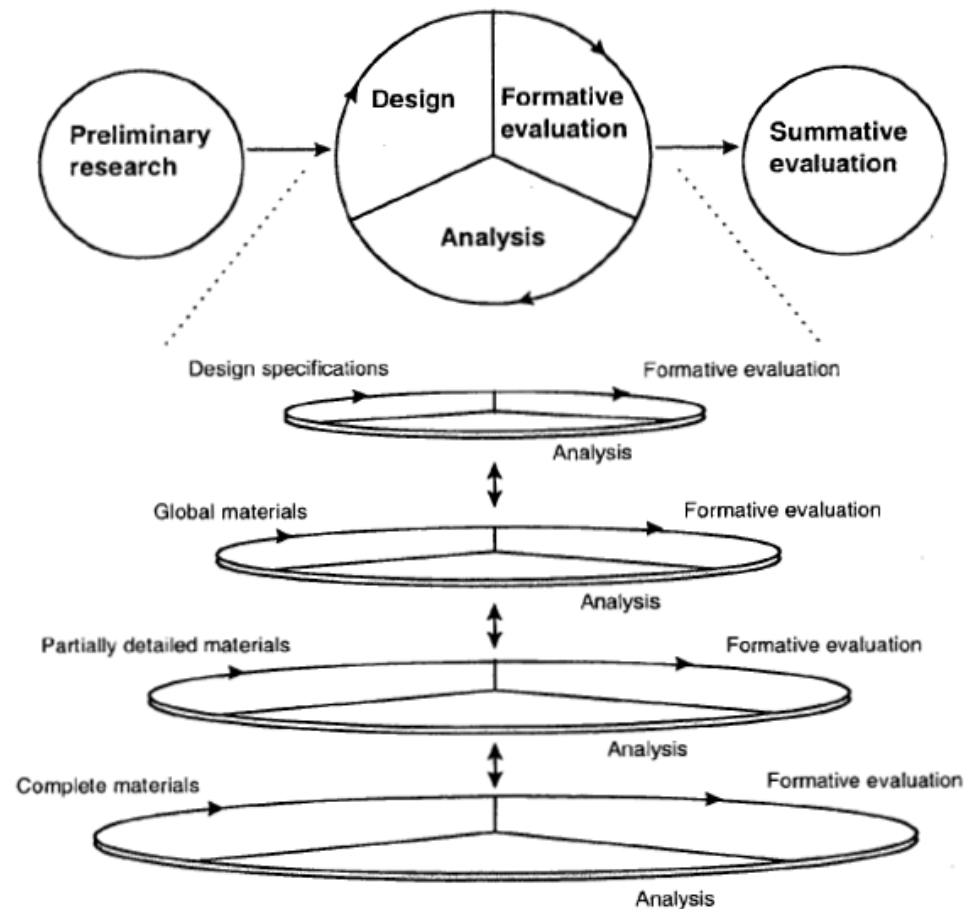 Preliminary
research
Design
Formative
evaluation
Analysis
Summative
evaluation
Design specifications
Formative evaluation
Analysis
Global materials
Formative evaluation
Analysis
Partially detailed materials
Formative evaluation
Analysis
Complete materials
Formative evaluation
Analysis